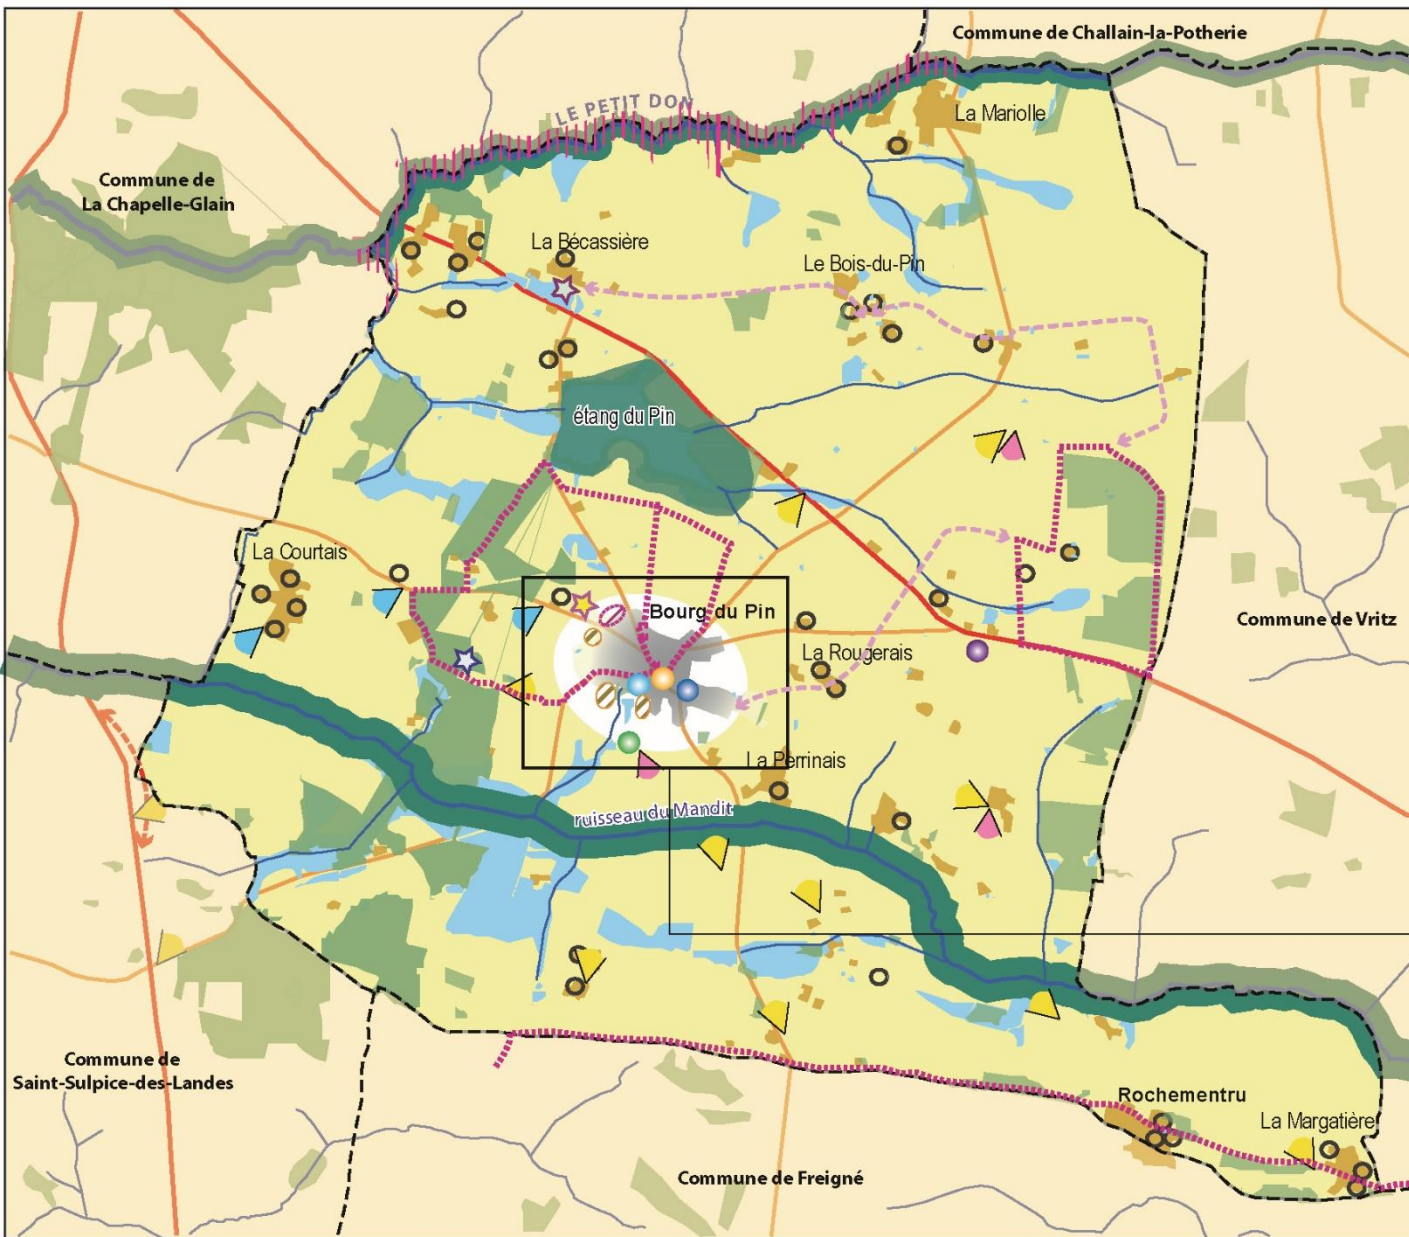 Commune de Challain-la-Potherie
LE PETIT DON
La Mariolle
Commune de
La Chapelle-Glain
La Bécassière
Le Bois-du-Pin
étang du Pin
La Courtais
Bourg du Pin
Commune de Vritz
La Rougerais
La Perrinais
ruisseau du Mandit
Commune de
Saint-Sulpice-des-Landes
Rochementru
La Margatière
Commune de Freigné